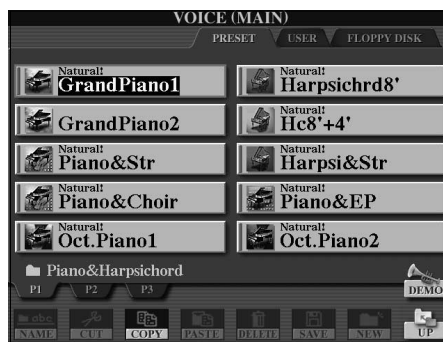 VOICE (MAIN)
PRESET USER FLOPPY DISK
Natural!
GrandPiano1
Natural!
Harpsichrd8'
GrandPiano2
Natural!
Hc8'+4'
Natural!
Piano&Str
Natural!
Harpsi&Str
Natural!
Piano&Choir
Natural!
Piano&EP
Natural!
Oct.Piano1
Natural!
Oct.Piano2
Piano&Harpsichord
P1 P2 P3
DEMO
abc
NAME CUT COPY PASTE DELETE SAVE NEW UP